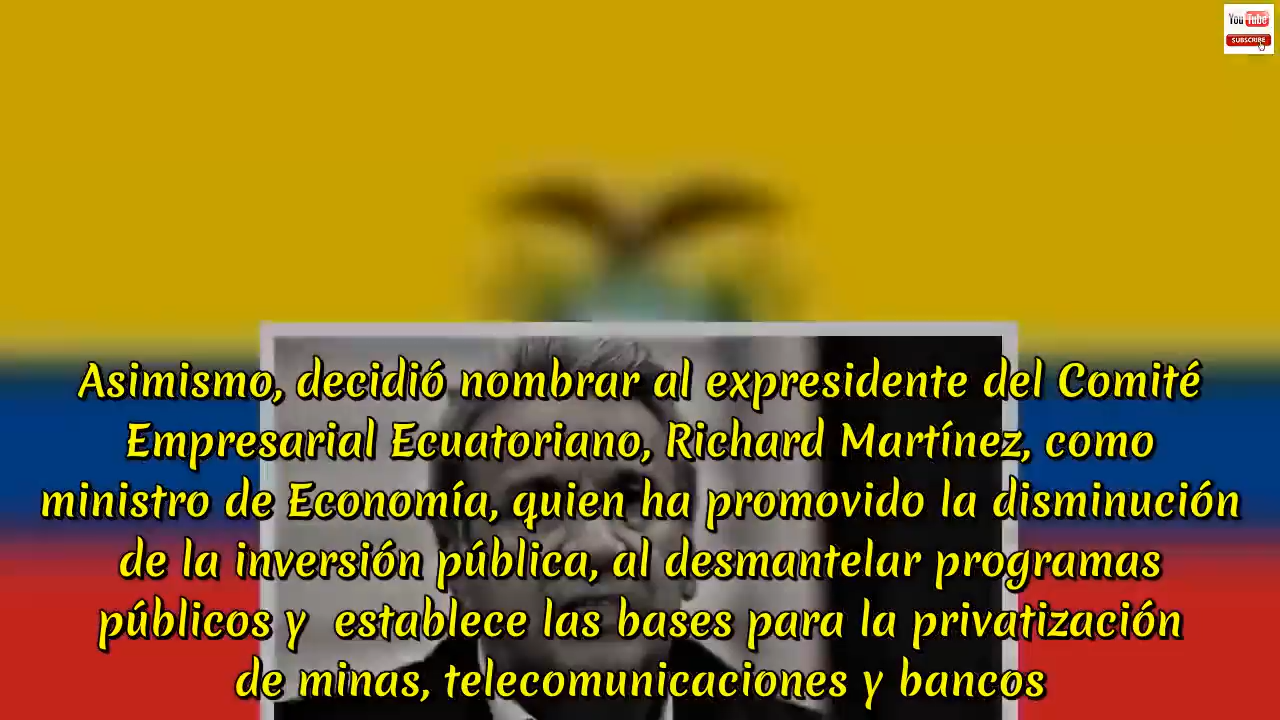 You Tube
SUBSCRIBE
Asimismo, decidió nombrar al expresidente del Comité
Empresarial Ecuatoriano, Richard Martínez, como
ministro de Economía, quien ha promovido la disminución
de la inversión pública, al desmantelar programas
públicos y  establece las bases para la privatización
de minas, telecomunicaciones y bancos